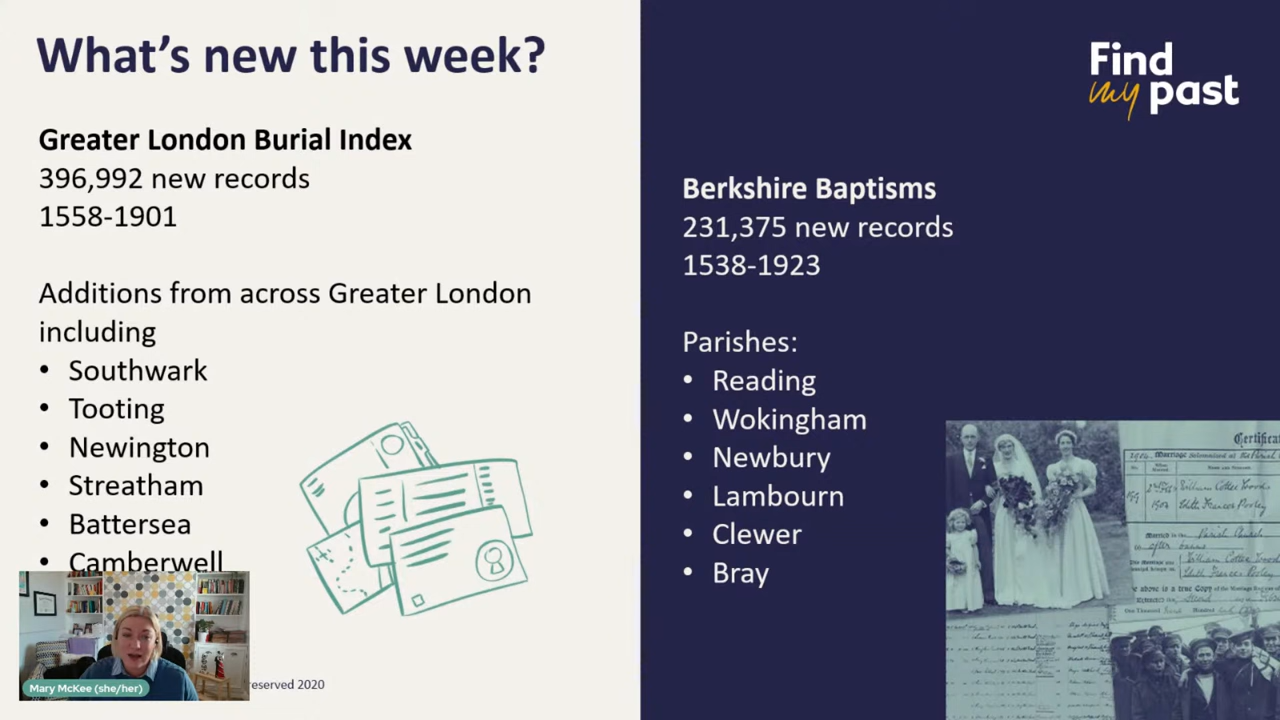 What's new this week?
Greater London Burial Index
396,992 new records
1558-1901
Additions from across Greater London
including
• Southwark
• Tooting
• Newington
• Streatham
• Battersea
• Camberwell
Mary McKee (she/her)
reserved 2020
Find
my past
Berkshire Baptisms
231,375 new records
1538-1923
Parishes:
• Reading
• Wokingham
• Newbury
• Lambourn
• Clewer
• Bray